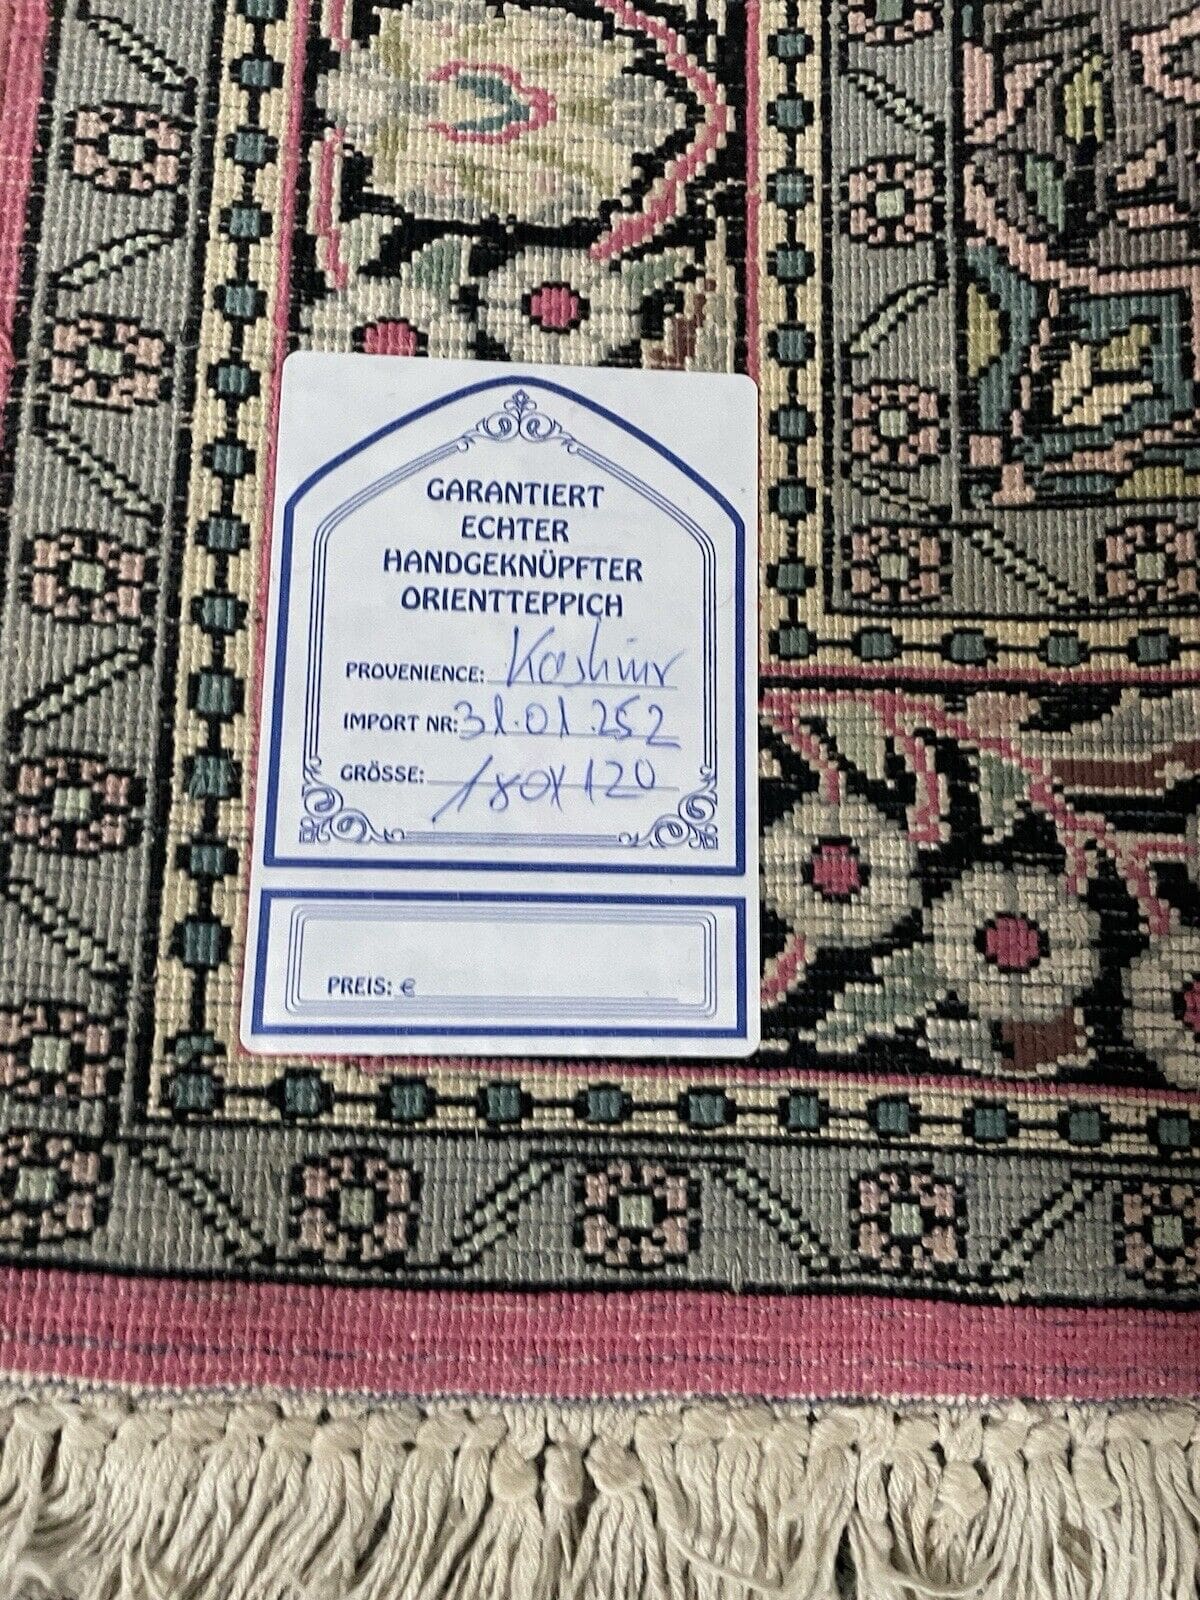 GARANTIERT
ECHTER
HANDGEKNÜPFTER
ORIENTTEPPICH
PROVENIENCE: Kashmir
IMPORT NR: 31.01.252
GRÖSSE: 180x120
PREIS: €